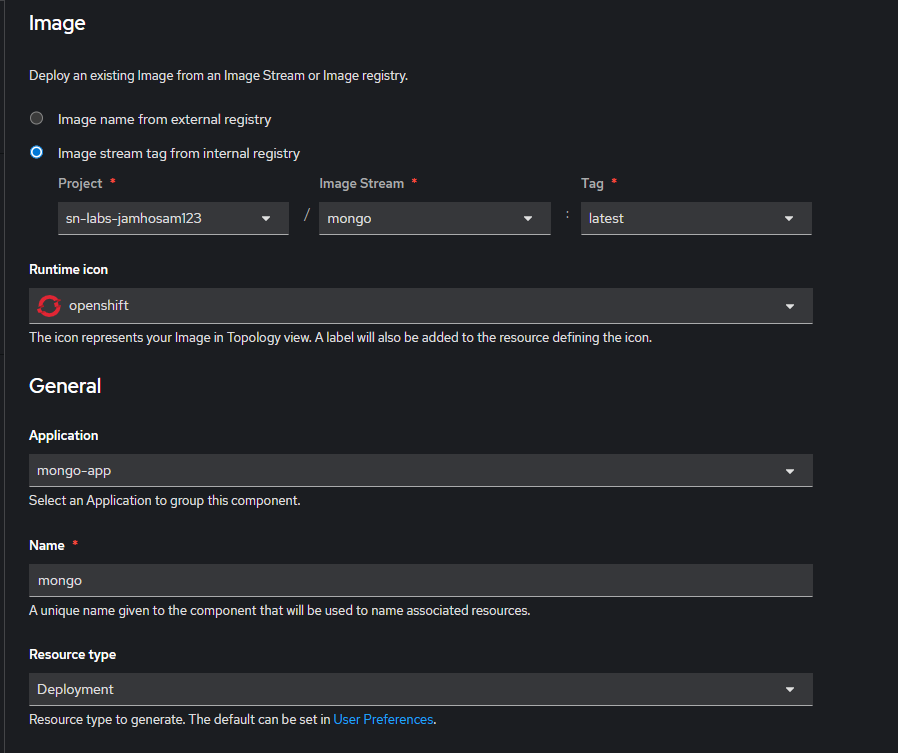 Image
Deploy an existing Image from an Image Stream or Image registry.
Image name from external registry
Image stream tag from internal registry
Project * Image Stream * Tag *
sn-labs-jamhosam123 / mongo : latest
Runtime icon
openshift
The icon represents your Image in Topology view. A label will also be added to the resource defining the icon.
General
Application
mongo-app
Select an Application to group this component.
Name *
mongo
A unique name given to the component that will be used to name associated resources.
Resource type
Deployment
Resource type to generate. The default can be set in User Preferences.